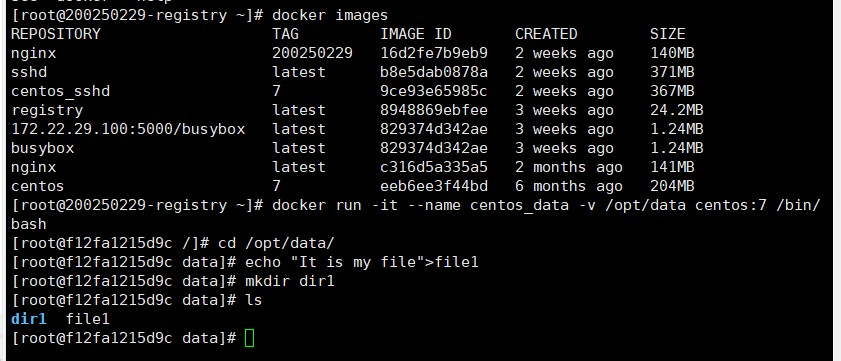 [root@200250229-registry ~]# docker images
REPOSITORY TAG IMAGE ID CREATED SIZE
nginx 200250229 16d2fe7b9eb9 2 weeks ago 140MB
sshd latest b8e5dab0878a 2 weeks ago 371MB
centos_sshd 7 9ce93e65985c 2 weeks ago 367MB
registry latest 8948869ebfee 3 weeks ago 24.2MB
172.22.29.100:5000/busybox latest 829374d342ae 3 weeks ago 1.24MB
busybox latest 829374d342ae 3 weeks ago 1.24MB
nginx latest c316d5a335a5 2 months ago 141MB
centos 7 eeb6ee3f44bd 6 months ago 204MB
[root@200250229-registry ~]# docker run -it --name centos_data -v /opt/data centos:7 /bin/
bash
[root@f12fa1215d9c /]# cd /opt/data/
[root@f12fa1215d9c data]# echo "It is my file">file1
[root@f12fa1215d9c data]# mkdir dir1
[root@f12fa1215d9c data]# ls
dir1 file1
[root@f12fa1215d9c data]#